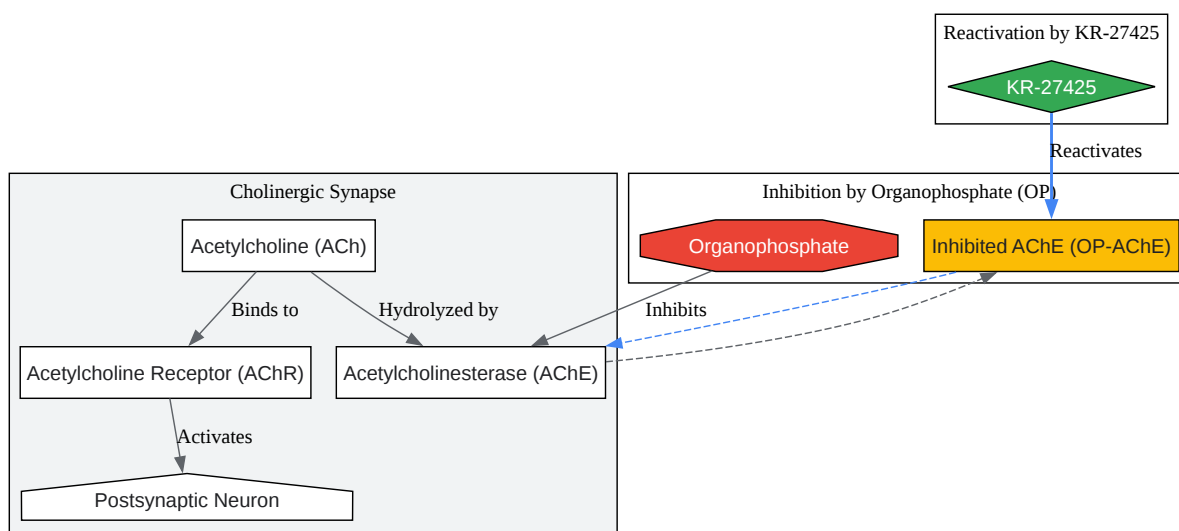 Reactivation by KR-27425
KR-27425
Reactivates
Cholinergic Synapse
Inhibition by Organophosphate (OP)
Acetylcholine (ACh)
Organophosphate
Inhibited AChE (OP-AChE)
Binds to
Hydrolyzed by
Inhibits
Acetylcholine Receptor (AChR)
Acetylcholinesterase (AChE)
Activates
Postsynaptic Neuron